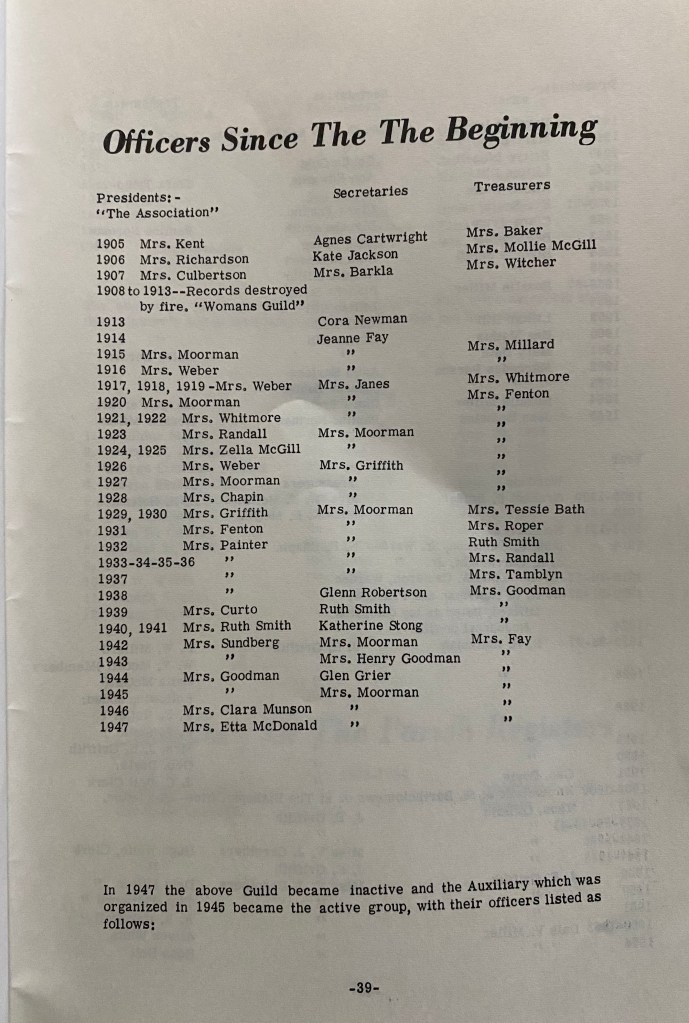 Officers Since The The Beginning
Presidents:- Secretaries Treasurers
"The Association"
1905 Mrs. Kent Agnes Cartwright Mrs. Baker
1906 Mrs. Richardson Kate Jackson Mrs. Mollie McGill
1907 Mrs. Culbertson Mrs. Barkla Mrs. Witcher
1908 to 1913--Records destroyed
by fire. "Womans Guild"
1913 Cora Newman
1914 Jeanne Fay
1915 Mrs. Moorman " Mrs. Millard
1916 Mrs. Weber " "
1917, 1918, 1919-Mrs. Weber Mrs. Janes Mrs. Whitmore
1920 Mrs. Moorman " Mrs. Fenton
1921, 1922 Mrs. Whitmore " "
1923 Mrs. Randall Mrs. Moorman "
1924, 1925 Mrs. Zella McGill " "
1926 Mrs. Weber Mrs. Griffith "
1927 Mrs. Moorman " "
1928 Mrs. Chapin " "
1929, 1930 Mrs. Griffith Mrs. Moorman Mrs. Tessie Bath
1931 Mrs. Fenton " Mrs. Roper
1932 Mrs. Painter " Ruth Smith
1933-34-35-36 " " Mrs. Randall
1937 " " Mrs. Tamblyn
1938 " Glenn Robertson Mrs. Goodman
1939 Mrs. Curto Ruth Smith "
1940, 1941 Mrs. Ruth Smith Katherine Stong "
1942 Mrs. Sundberg Mrs. Moorman Mrs. Fay
1943 " Mrs. Henry Goodman "
1944 Mrs. Goodman Glen Grier "
1945 " Mrs. Moorman "
1946 Mrs. Clara Munson " "
1947 Mrs. Etta McDonald " "
In 1947 the above Guild became inactive and the Auxiliary which was
organized in 1945 became the active group, with their officers listed as
follows:
-39-